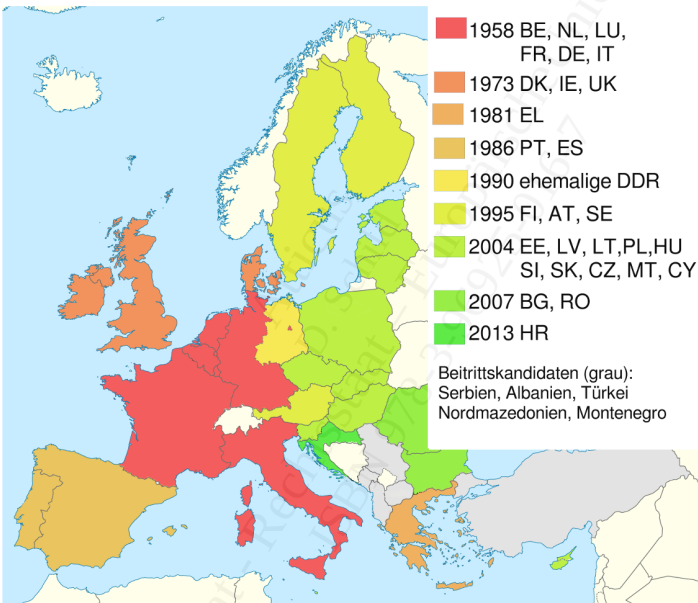 1958 BE, NL, LU,
FR, DE, IT
1973 DK, IE, UK
1981 EL
1986 PT, ES
1990 ehemalige DDR
1995 FI, AT, SE
2004 EE, LV, LT,PL,HU
SI, SK, CZ, MT, CY
2007 BG, RO
2013 HR
Beitrittskandidaten (grau):
Serbien, Albanien, Türkei
Nordmazedonien, Montenegro